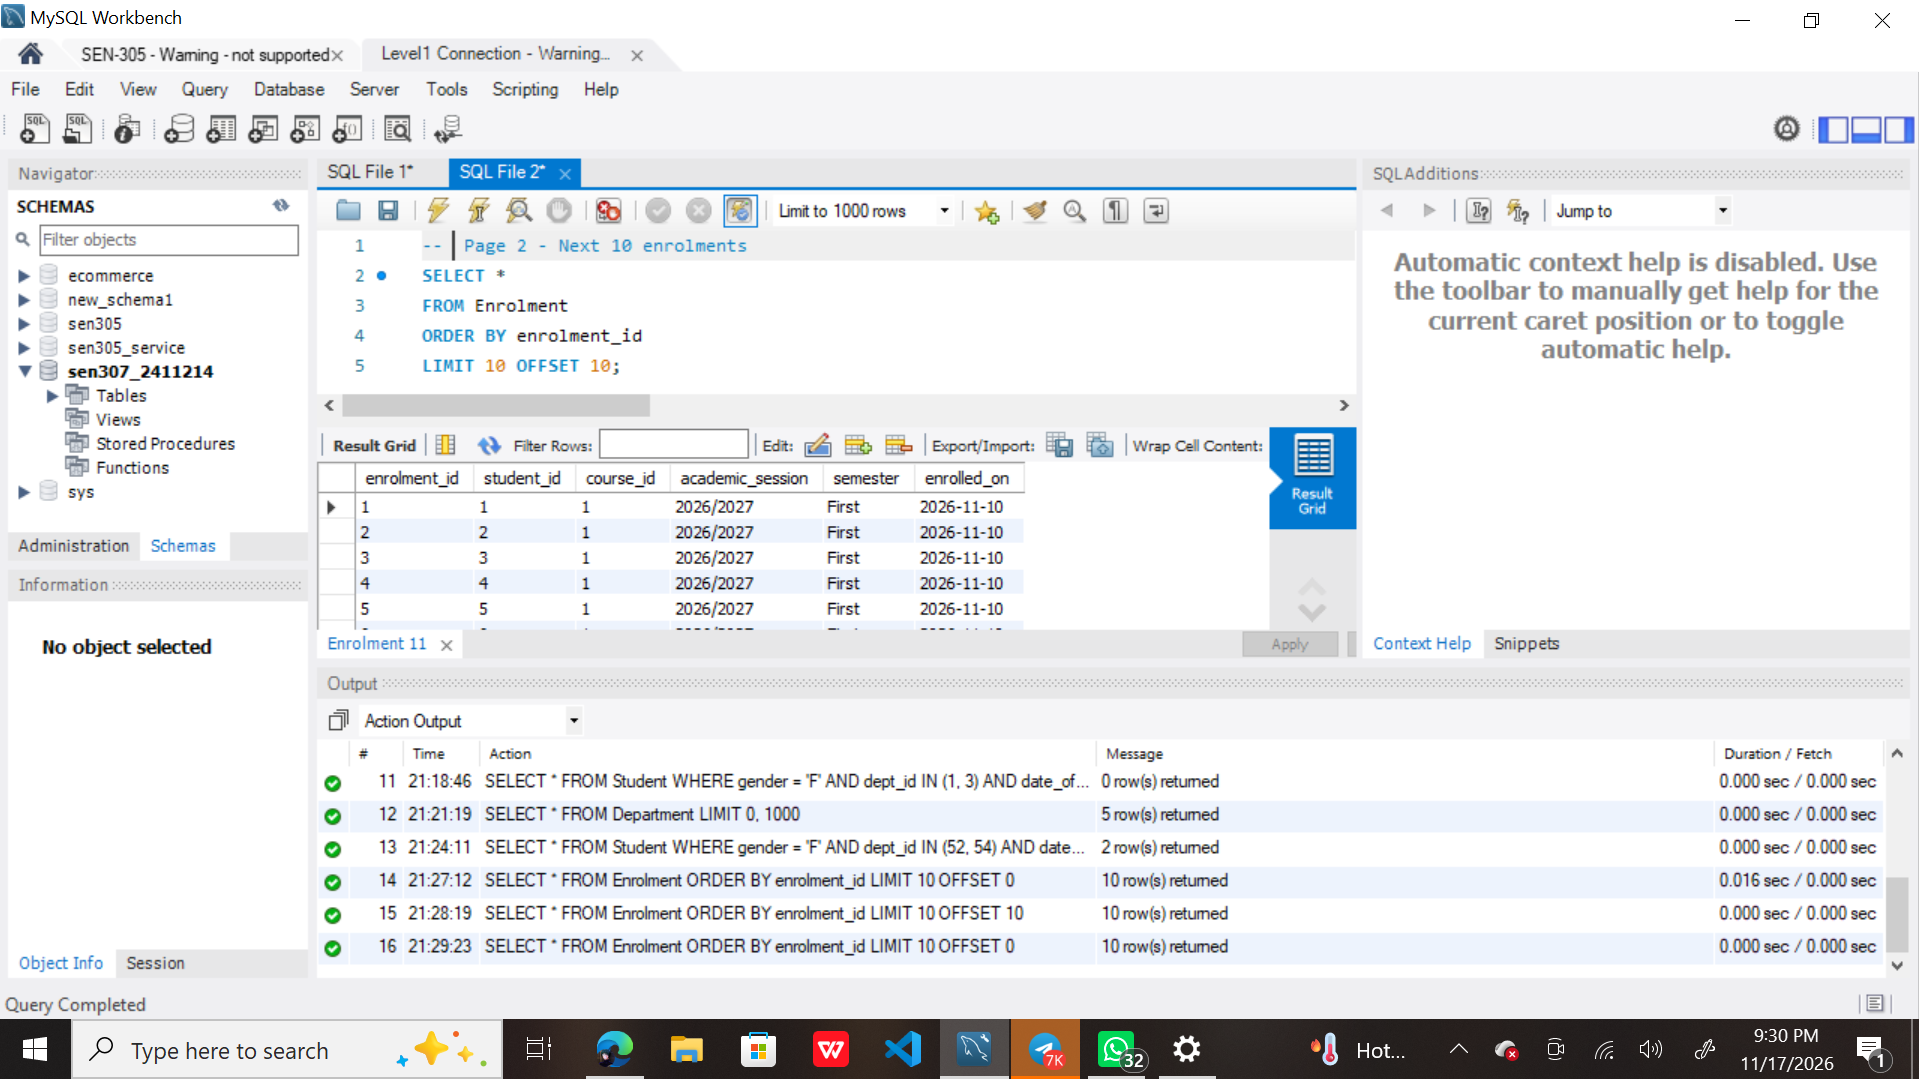 MySQL Workbench
SEN-305 - Warning - not supported
Level1 Connection - Warning...
File Edit View Query Database Server Tools Scripting Help
Navigator
SCHEMAS
Filter objects
ecommerce
new_schema1
sen305
sen305_service
sen307_2411214
Tables
Views
Stored Procedures
Functions
sys
Administration Schemas
Information
No object selected
Object Info Session
SQL File 1* SQL File 2*
Limit to 1000 rows
1 -- Page 2 - Next 10 enrolments
2 SELECT *
3 FROM Enrolment
4 ORDER BY enrolment_id
5 LIMIT 10 OFFSET 10;
Result Grid Filter Rows: Edit: Export/Import: Wrap Cell Content:
enrolment_id student_id course_id academic_session semester enrolled_on
1 1 1 2026/2027 First 2026-11-10
2 2 1 2026/2027 First 2026-11-10
3 3 1 2026/2027 First 2026-11-10
4 4 1 2026/2027 First 2026-11-10
5 5 1 2026/2027 First 2026-11-10
Result
Grid
Enrolment 11
Apply
SQLAdditions
Jump to
Automatic context help is disabled. Use
the toolbar to manually get help for the
current caret position or to toggle
automatic help.
Context Help Snippets
Output
Action Output
# Time Action Message Duration / Fetch
11 21:18:46 SELECT * FROM Student WHERE gender = 'F' AND dept_id IN (1, 3) AND date_of... 0 row(s) returned 0.000 sec / 0.000 sec
12 21:21:19 SELECT * FROM Department LIMIT 0, 1000 5 row(s) returned 0.000 sec / 0.000 sec
13 21:24:11 SELECT * FROM Student WHERE gender = 'F' AND dept_id IN (52, 54) AND date... 2 row(s) returned 0.000 sec / 0.000 sec
14 21:27:12 SELECT * FROM Enrolment ORDER BY enrolment_id LIMIT 10 OFFSET 0 10 row(s) returned 0.016 sec / 0.000 sec
15 21:28:19 SELECT * FROM Enrolment ORDER BY enrolment_id LIMIT 10 OFFSET 10 10 row(s) returned 0.000 sec / 0.000 sec
16 21:29:23 SELECT * FROM Enrolment ORDER BY enrolment_id LIMIT 10 OFFSET 0 10 row(s) returned 0.000 sec / 0.000 sec
Query Completed
Type here to search
7K
32
Hot...
9:30 PM
11/17/2026
1